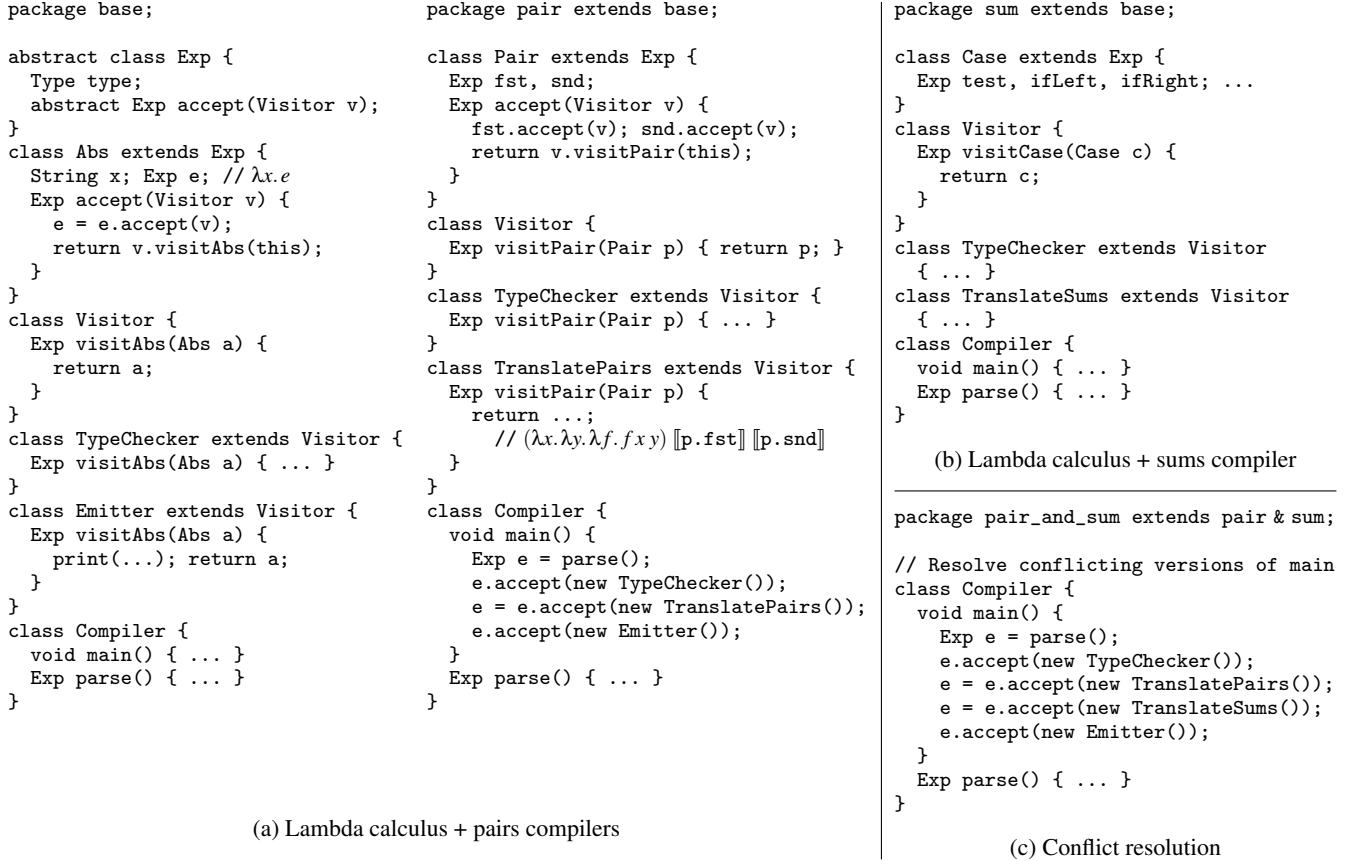 package base;

abstract class Exp {
  Type type;
  abstract Exp accept(Visitor v);
}
class Abs extends Exp {
  String x; Exp e; // λx.e
  Exp accept(Visitor v) {
    e = e.accept(v);
    return v.visitAbs(this);
  }
}
class Visitor {
  Exp visitAbs(Abs a) {
    return a;
  }
}
class TypeChecker extends Visitor {
  Exp visitAbs(Abs a) { ... }
}
class Emitter extends Visitor {
  Exp visitAbs(Abs a) {
    print(...); return a;
  }
}
class Compiler {
  void main() { ... }
  Exp parse() { ... }
}
package pair extends base;

class Pair extends Exp {
  Exp fst, snd;
  Exp accept(Visitor v) {
    fst.accept(v); snd.accept(v);
    return v.visitPair(this);
  }
}
class Visitor {
  Exp visitPair(Pair p) { return p; }
}
class TypeChecker extends Visitor {
  Exp visitPair(Pair p) { ... }
}
class TranslatePairs extends Visitor {
  Exp visitPair(Pair p) {
    return ...;
      // (λx.λy.λf. f x y) ⟦p.fst⟧ ⟦p.snd⟧
  }
}
class Compiler {
  void main() {
    Exp e = parse();
    e.accept(new TypeChecker());
    e = e.accept(new TranslatePairs());
    e.accept(new Emitter());
  }
  Exp parse() { ... }
}
(a) Lambda calculus + pairs compilers
package sum extends base;

class Case extends Exp {
  Exp test, ifLeft, ifRight; ...
}
class Visitor {
  Exp visitCase(Case c) {
    return c;
  }
}
class TypeChecker extends Visitor
  { ... }
class TranslateSums extends Visitor
  { ... }
class Compiler {
  void main() { ... }
  Exp parse() { ... }
}
(b) Lambda calculus + sums compiler
package pair_and_sum extends pair & sum;

// Resolve conflicting versions of main
class Compiler {
  void main() {
    Exp e = parse();
    e.accept(new TypeChecker());
    e = e.accept(new TranslatePairs());
    e = e.accept(new TranslateSums());
    e.accept(new Emitter());
  }
  Exp parse() { ... }
}
(c) Conflict resolution